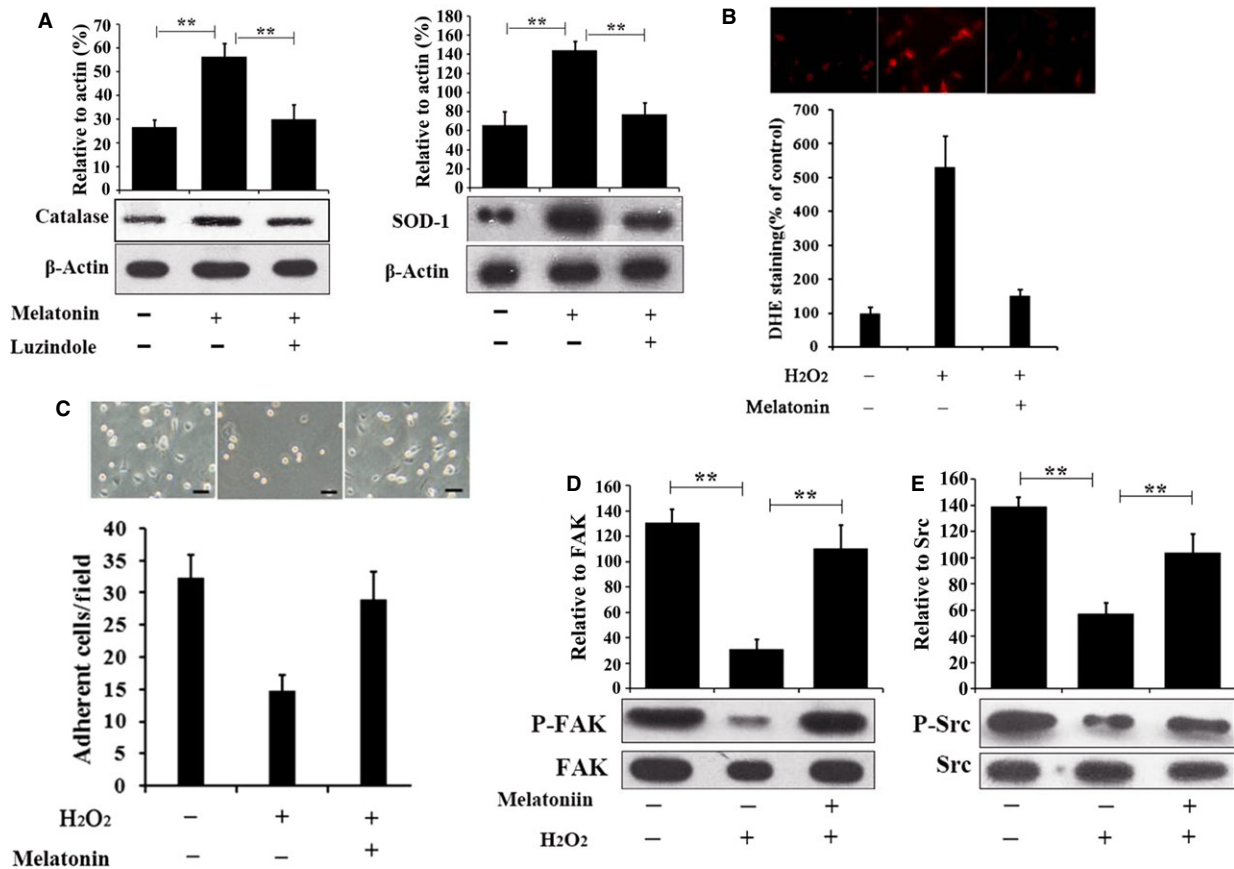 A
Relative to actin (%)
70
60
50
40
30
20
10
0
** **
Catalase
β-Actin
Melatonin – + +
Luzindole – – +
Relative to actin (%)
180
160
140
120
100
80
60
40
20
0
** **
SOD-1
β-Actin
– + +
– – +
B
DHE staining(% of control)
700
600
500
400
300
200
100
0
H2O2 – + +
Melatonin – – +
C
Adherent cells/field
40
35
30
25
20
15
10
5
0
H2O2 – + +
Melatonin – – +
D
Relative to FAK
160
140
120
100
80
60
40
20
0
** **
P-FAK
FAK
Melatoniin – – +
H2O2 – + +
E
Relative to Src
160
140
120
100
80
60
40
20
0
** **
P-Src
Src
– – +
– + +